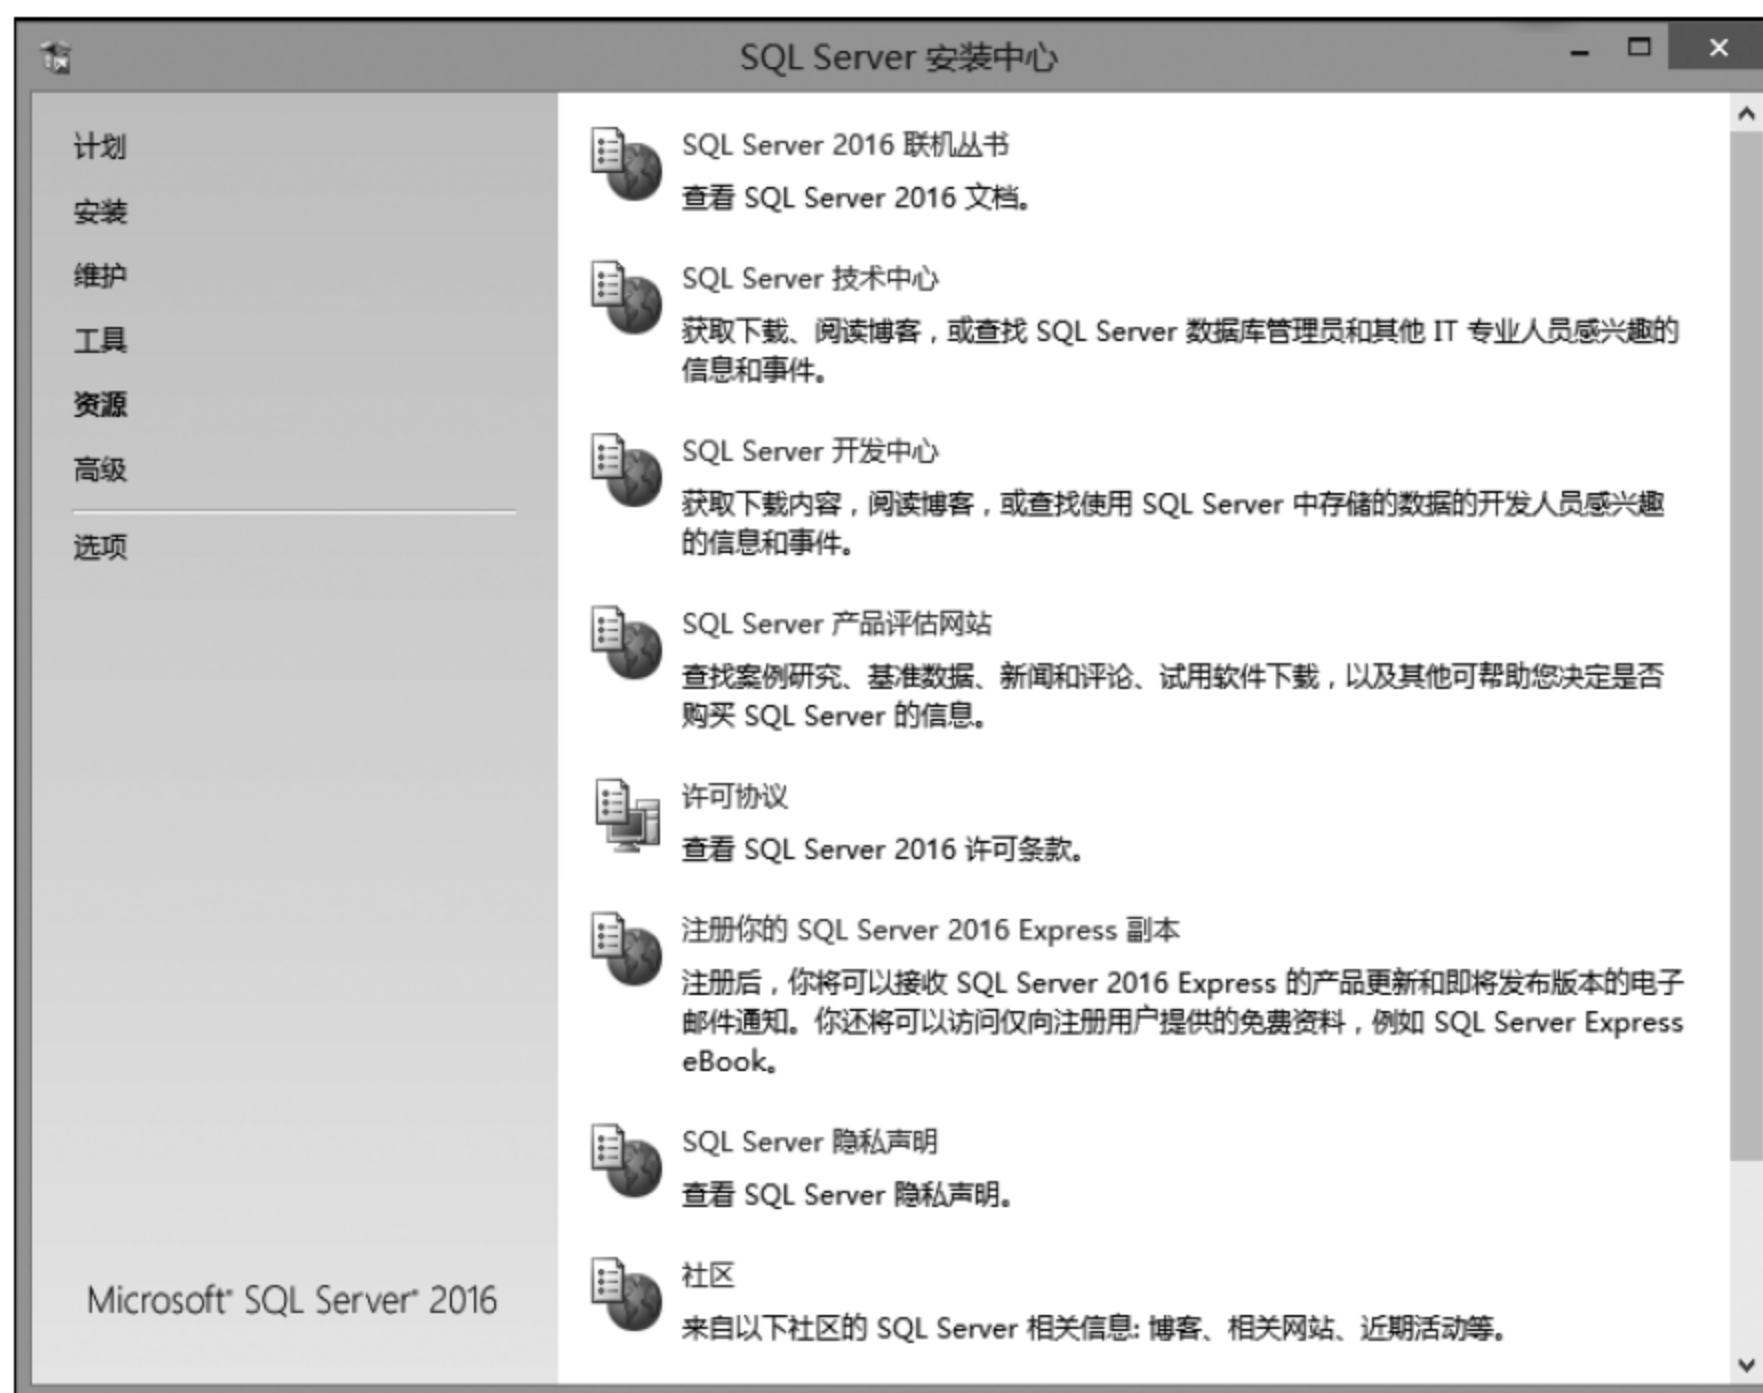 SQL Server 安装中心
计划
安装
维护
工具
资源
高级
选项
Microsoft® SQL Server® 2016
SQL Server 2016 联机丛书
查看 SQL Server 2016 文档。
SQL Server 技术中心
获取下载、阅读博客，或查找 SQL Server 数据库管理员和其他 IT 专业人员感兴趣的
信息和事件。
SQL Server 开发中心
获取下载内容，阅读博客，或查找使用 SQL Server 中存储的数据的开发人员感兴趣
的信息和事件。
SQL Server 产品评估网站
查找案例研究、基准数据、新闻和评论、试用软件下载，以及其他可帮助您决定是否
购买 SQL Server 的信息。
许可协议
查看 SQL Server 2016 许可条款。
注册你的 SQL Server 2016 Express 副本
注册后，你将可以接收 SQL Server 2016 Express 的产品更新和即将发布版本的电子
邮件通知。你还将可以访问仅向注册用户提供的免费资料，例如 SQL Server Express
eBook。
SQL Server 隐私声明
查看 SQL Server 隐私声明。
社区
来自以下社区的 SQL Server 相关信息: 博客、相关网站、近期活动等。